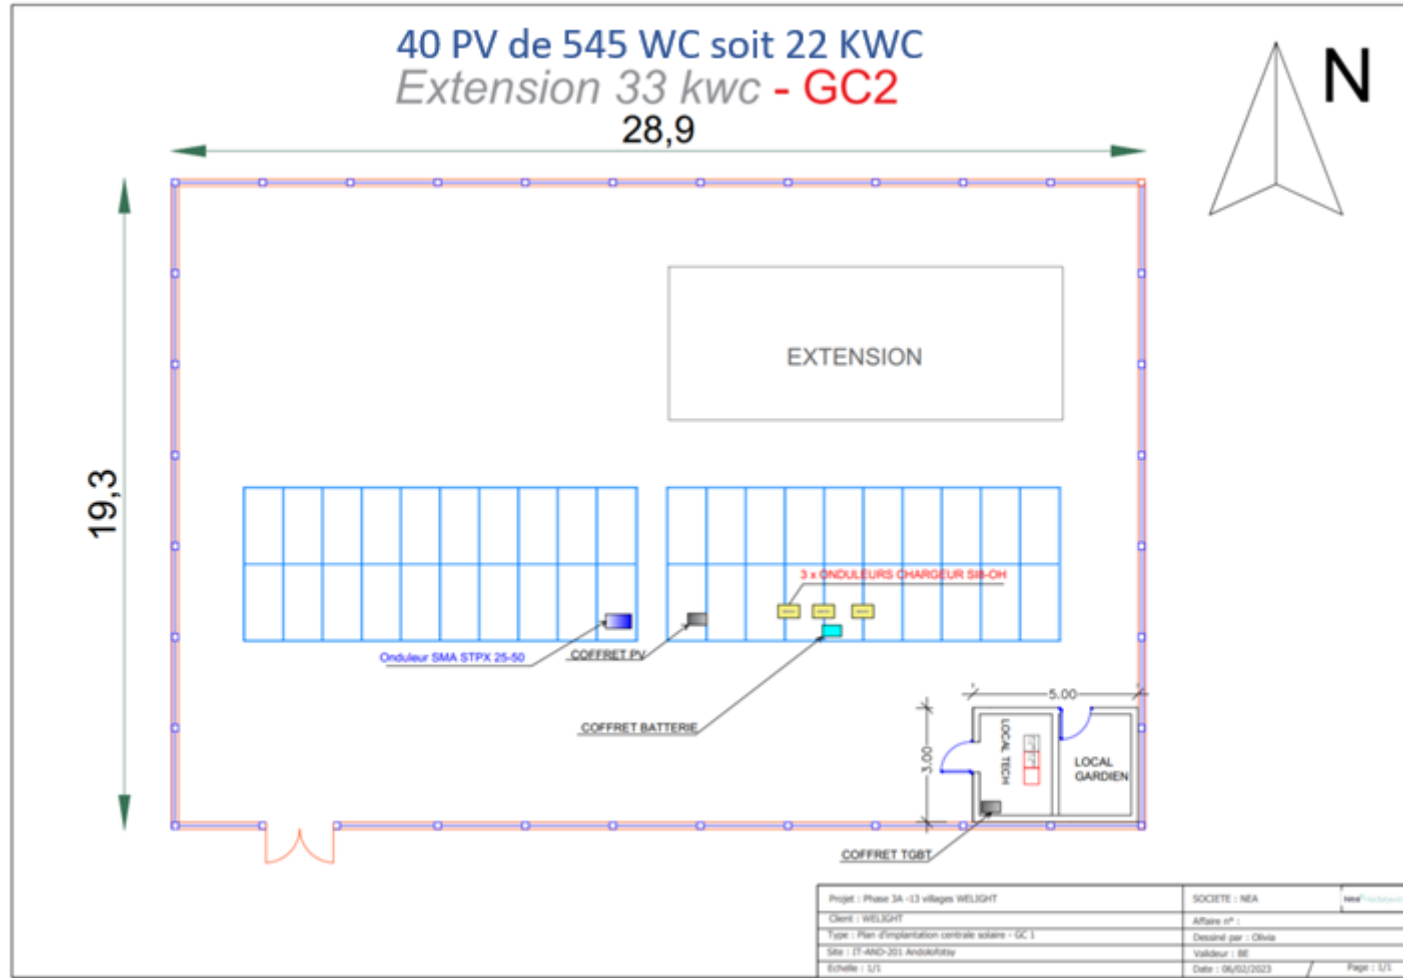 40 PV de 545 WC soit 22 KWC
Extension 33 kwc - GC2
28,9
N
19,3
EXTENSION
3 x ONDULEURS CHARGEUR SI8-OH
Onduleur SMA STPX 25-50
COFFRET PV
COFFRET BATTERIE
5.00
3.00
LOCAL TECH
LOCAL
GARDIEN
COFFRET TGBT
Projet : Phase 3A -13 villages WELIGHT
SOCIETE : NEA
Client : WELIGHT
Affaire n° :
Type : Plan d'implantation centrale solaire - GC 1
Dessiné par : Olivia
Site : IT-AND-201 Andolofotsy
Valideur : BE
Echelle : 1/1
Date : 06/02/2023
Page : 1/1